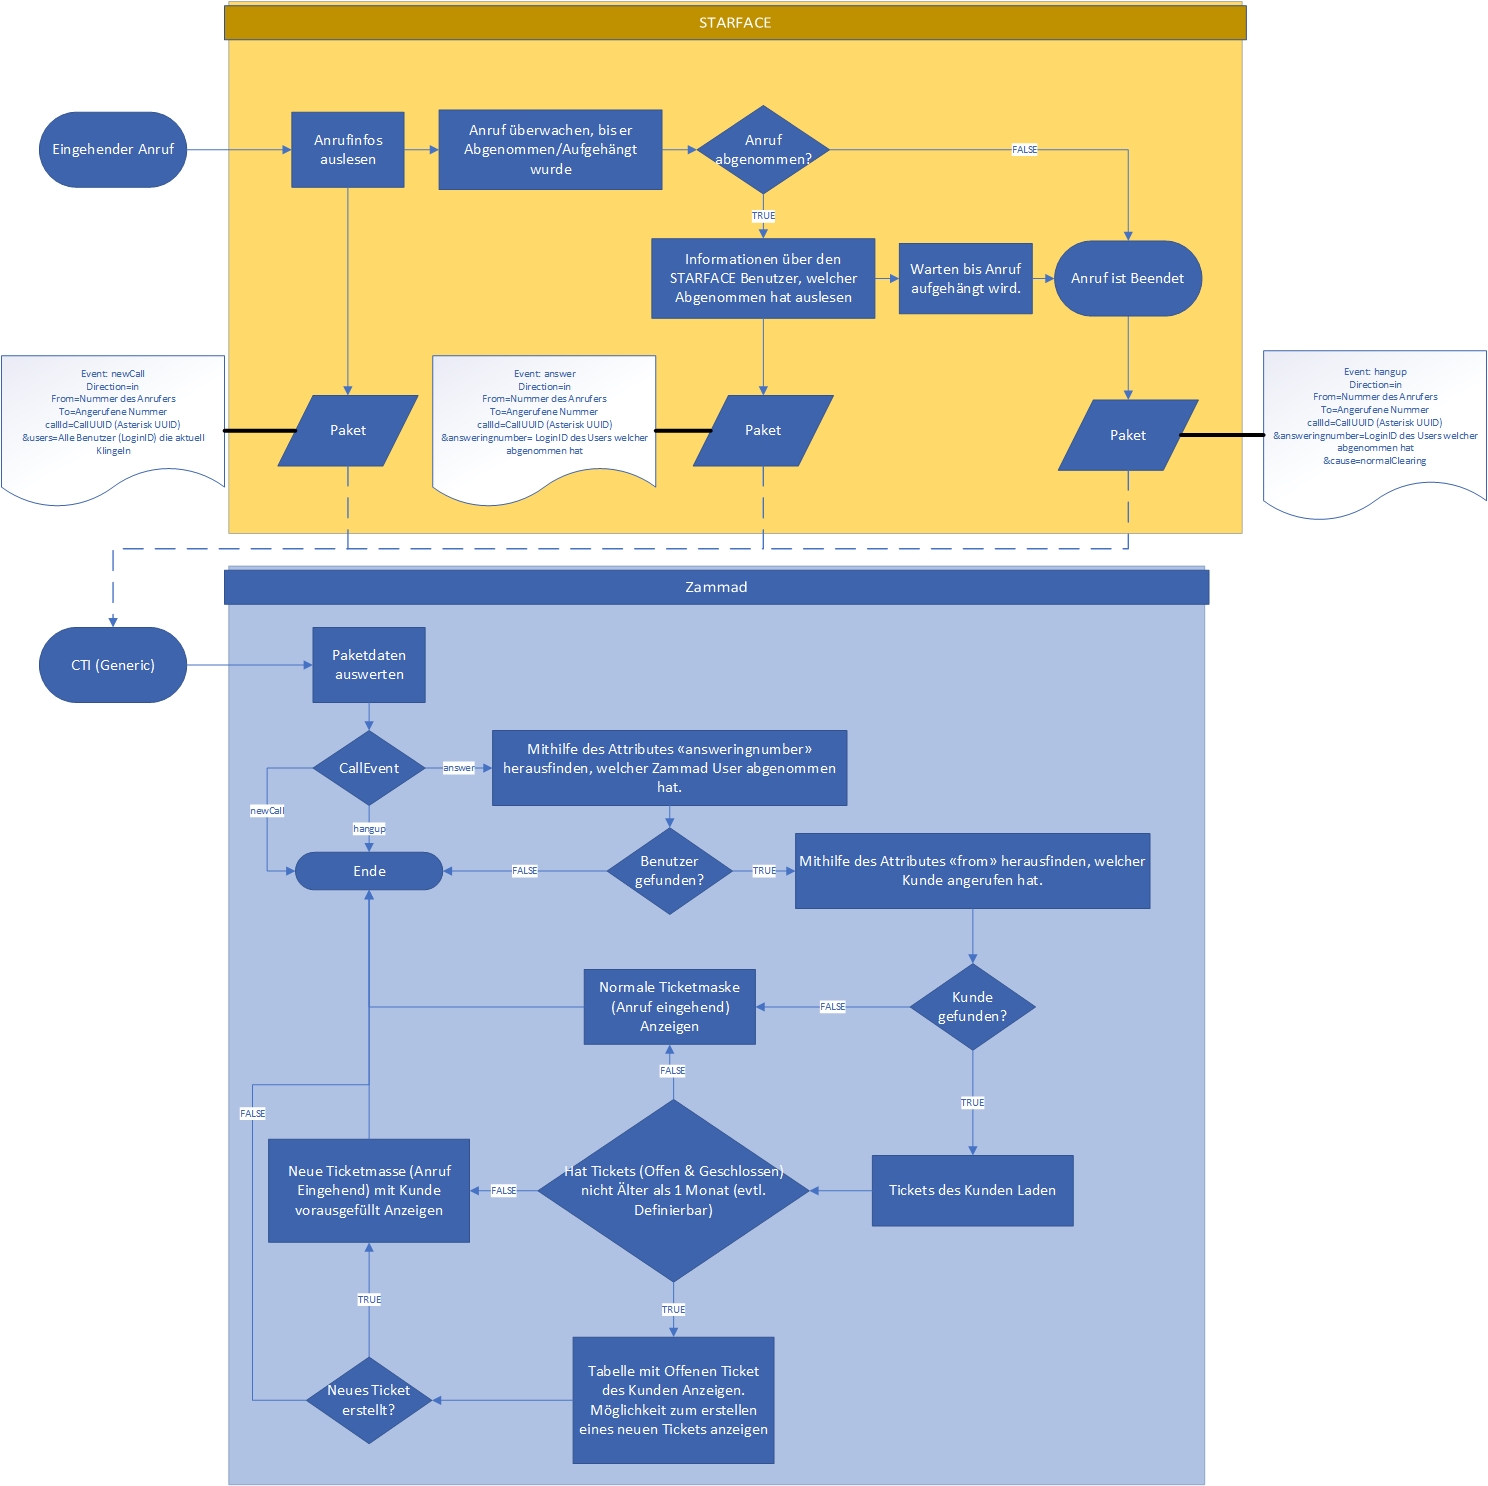 STARFACE
Eingehender Anruf
Anrufinfos
auslesen
Anruf überwachen, bis er
Abgenommen/Aufgehängt
wurde
Anruf
abgenommen?
FALSE
TRUE
Informationen über den
STARFACE Benutzer, welcher
Abgenommen hat auslesen
Warten bis Anruf
aufgehängt wird.
Anruf ist Beendet
Event: newCall
Direction=in
From=Nummer des Anrufers
To=Angerufene Nummer
callId=CallUUID (Asterisk UUID)
&users=Alle Benutzer (LoginID) die aktuell
Klingeln
Paket
Event: answer
Direction=in
From=Nummer des Anrufers
To=Angerufene Nummer
callId=CallUUID (Asterisk UUID)
&answeringnumber= LoginID des Users welcher
abgenommen hat
Paket
Paket
Event: hangup
Direction=in
From=Nummer des Anrufers
To=Angerufene Nummer
callId=CallUUID (Asterisk UUID)
&answeringnumber=LoginID des Users welcher
abgenommen hat
&cause=normalClearing
Zammad
CTI (Generic)
Paketdaten
auswerten
CallEvent
answer
Mithilfe des Attributes «answeringnumber»
herausfinden, welcher Zammad User abgenommen
hat.
newCall
hangup
Ende
FALSE
Benutzer
gefunden?
TRUE
Mithilfe des Attributes «from» herausfinden, welcher
Kunde angerufen hat.
Normale Ticketmaske
(Anruf eingehend)
Anzeigen
FALSE
Kunde
gefunden?
FALSE
TRUE
FALSE
Neue Ticketmasse (Anruf
Eingehend) mit Kunde
vorausgefüllt Anzeigen
FALSE
Hat Tickets (Offen & Geschlossen)
nicht Älter als 1 Monat (evtl.
Definierbar)
Tickets des Kunden Laden
TRUE
TRUE
Neues Ticket
erstellt?
Tabelle mit Offenen Ticket
des Kunden Anzeigen.
Möglichkeit zum erstellen
eines neuen Tickets anzeigen